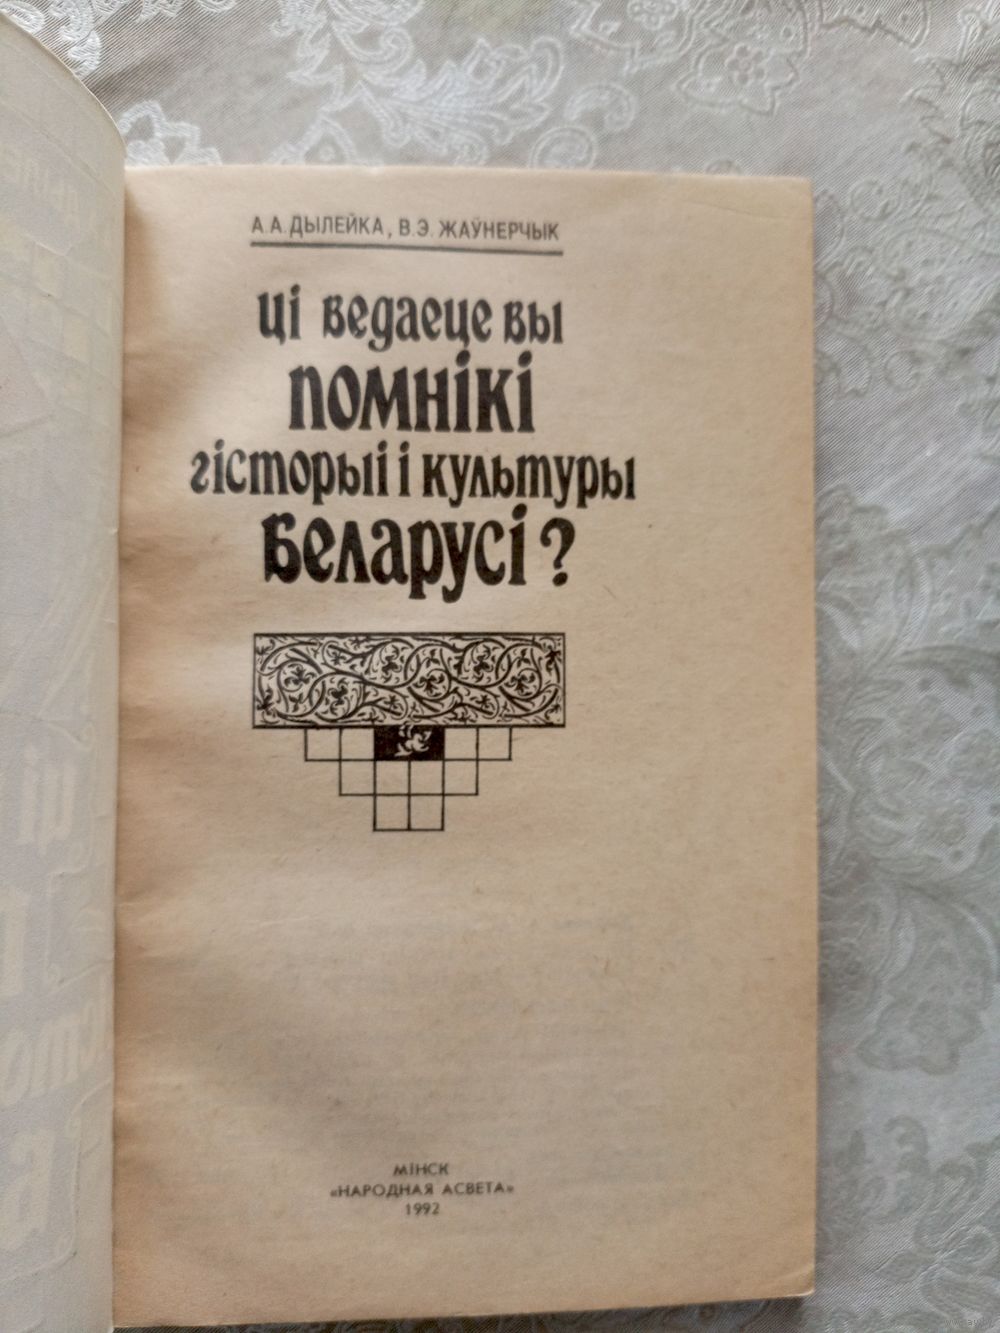 А.А. ДЫЛЕЙКА, В.Э. ЖАЎНЕРЧЫК
Ці ведаеце вы
помнікі
гісторыі і культуры
Беларусі?
МІНСК
«НАРОДНАЯ АСВЕТА»
1992